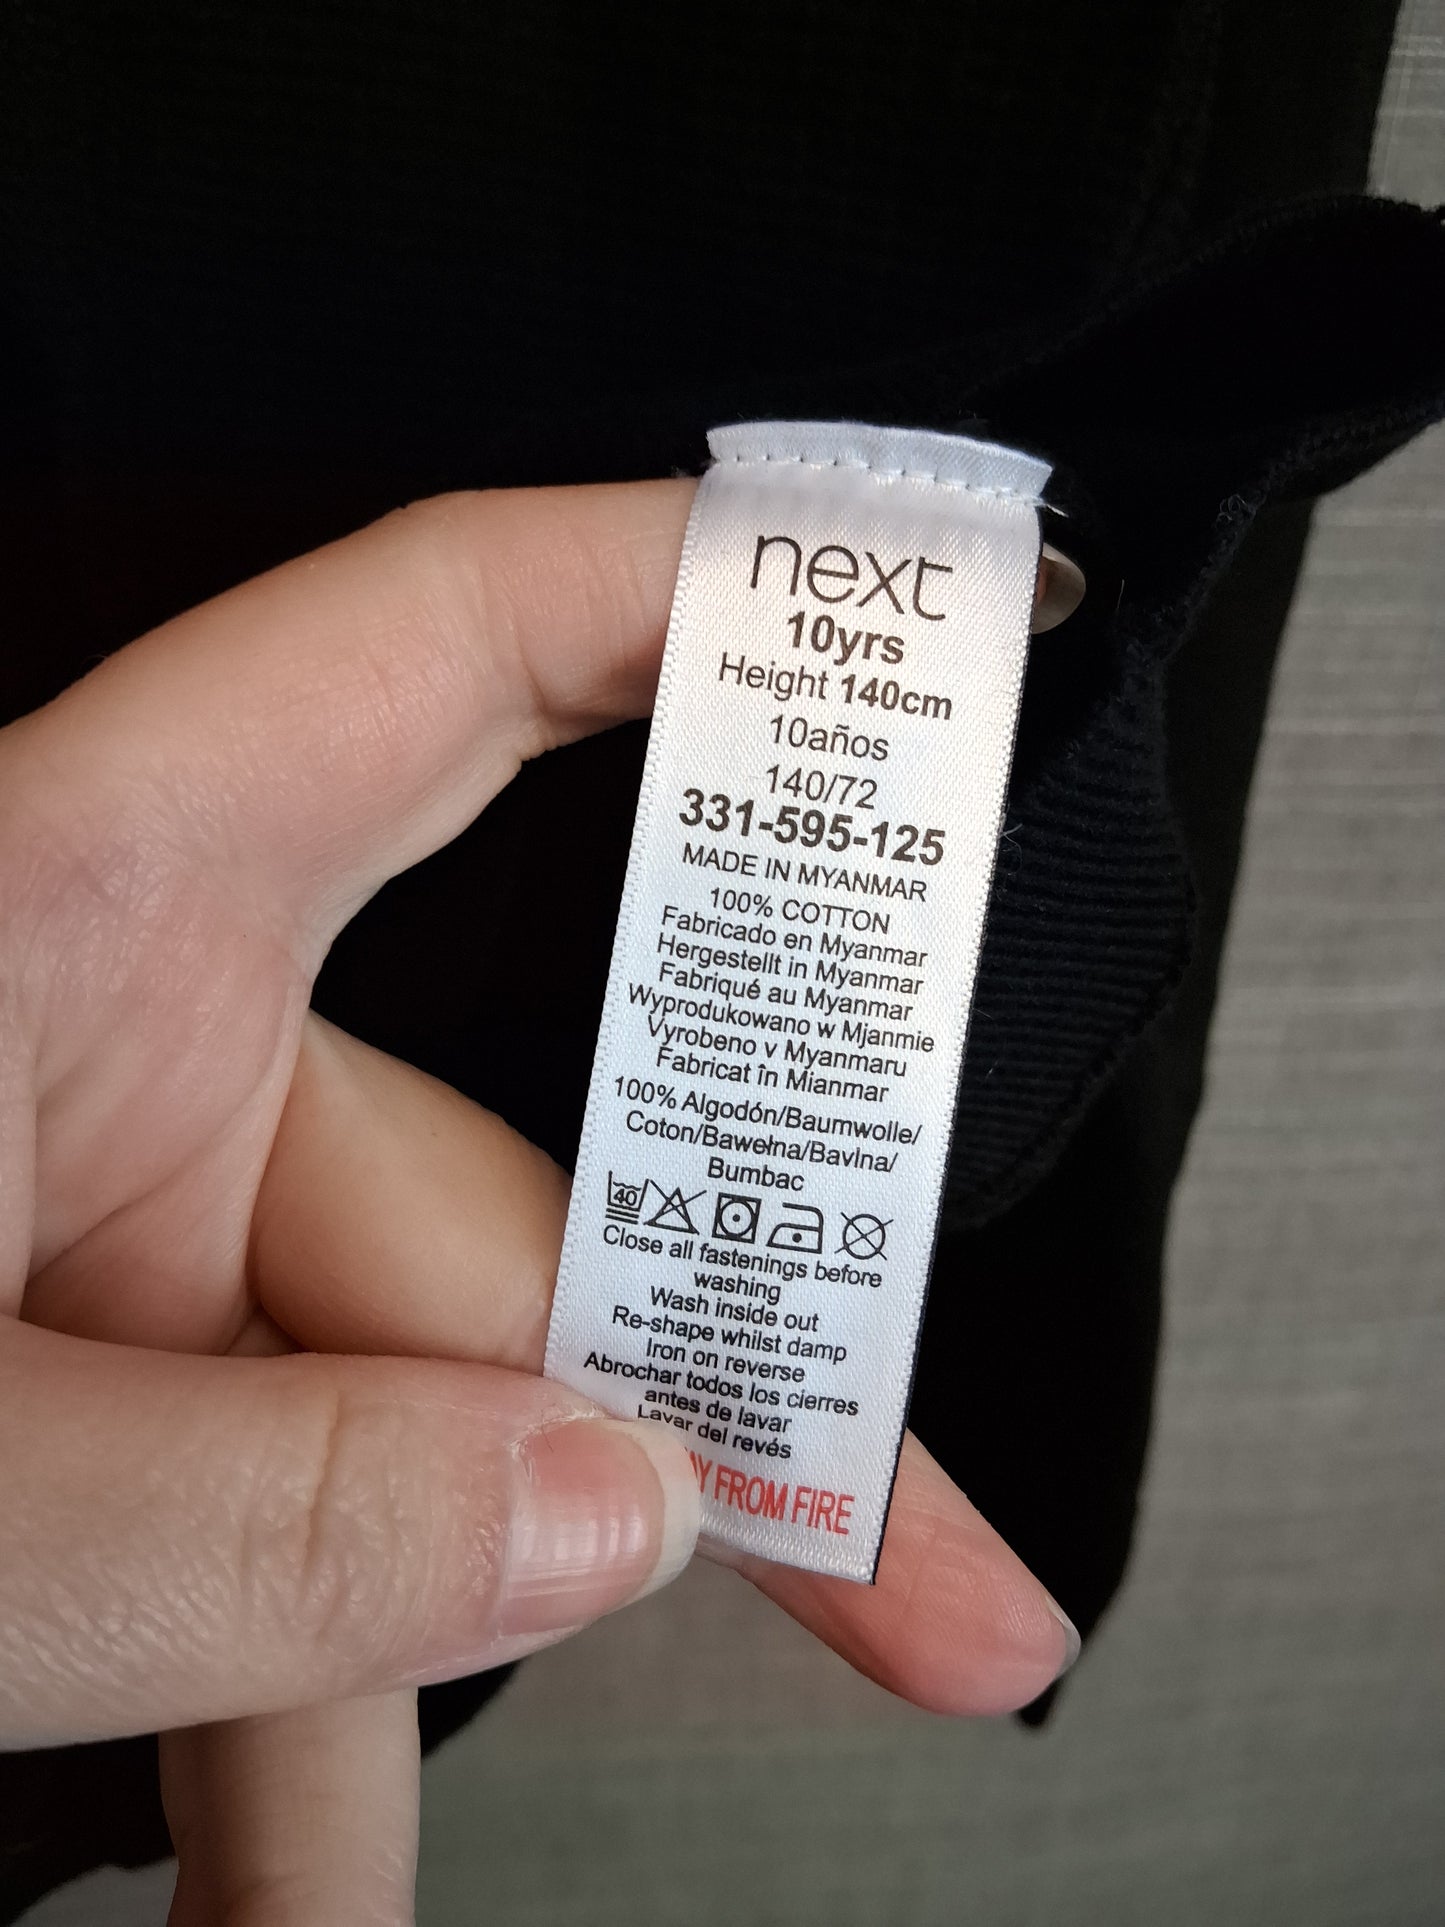 next
10yrs
Height 140cm
10años
140/72
331-595-125
MADE IN MYANMAR
100% COTTON
Fabricado en Myanmar
Hergestellt in Myanmar
Fabriqué au Myanmar
Wyprodukowano w Mjanmie
Vyrobeno v Myanmaru
Fabricat în Mianmar
100% Algodón/Baumwolle/
Coton/Bawełna/Bavlna/
Bumbac
40
Close all fastenings before
washing
Wash inside out
Re-shape whilst damp
Iron on reverse
Abrochar todos los cierres
antes de lavar
Lavar del revés
FROM FIRE